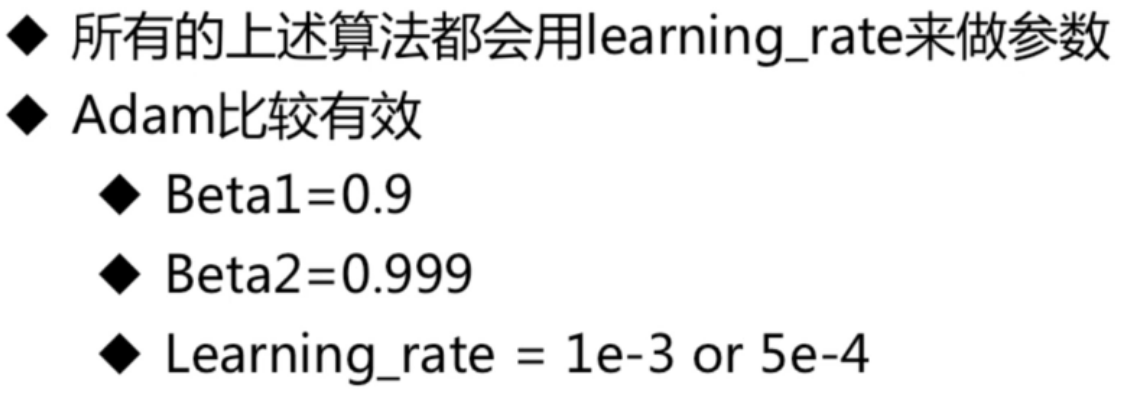 ◆ 所有的上述算法都会用learning_rate来做参数
◆ Adam比较有效
◆ Beta1=0.9
◆ Beta2=0.999
◆ Learning_rate = 1e-3 or 5e-4